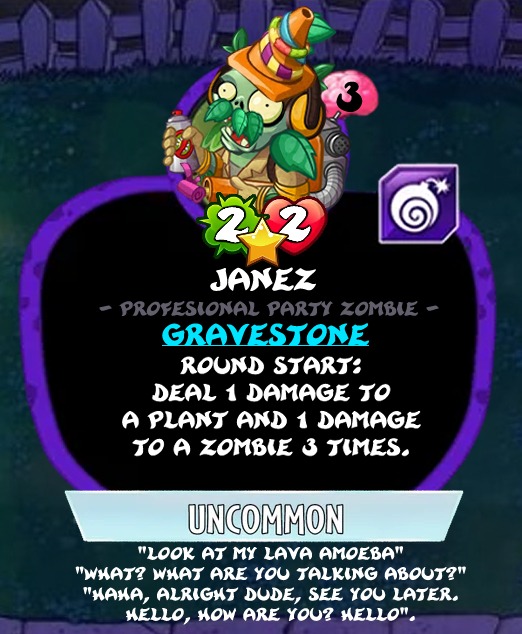 3
2 2
JANEZ
- PROFESIONAL PARTY ZOMBIE -
GRAVESTONE
ROUND START:
DEAL 1 DAMAGE TO
A PLANT AND 1 DAMAGE
TO A ZOMBIE 3 TIMES.
UNCOMMON
"LOOK AT MY LAVA AMOEBA"
"WHAT? WHAT ARE YOU TALKING ABOUT?"
"HAHA, ALRIGHT DUDE, SEE YOU LATER.
HELLO, HOW ARE YOU? HELLO".